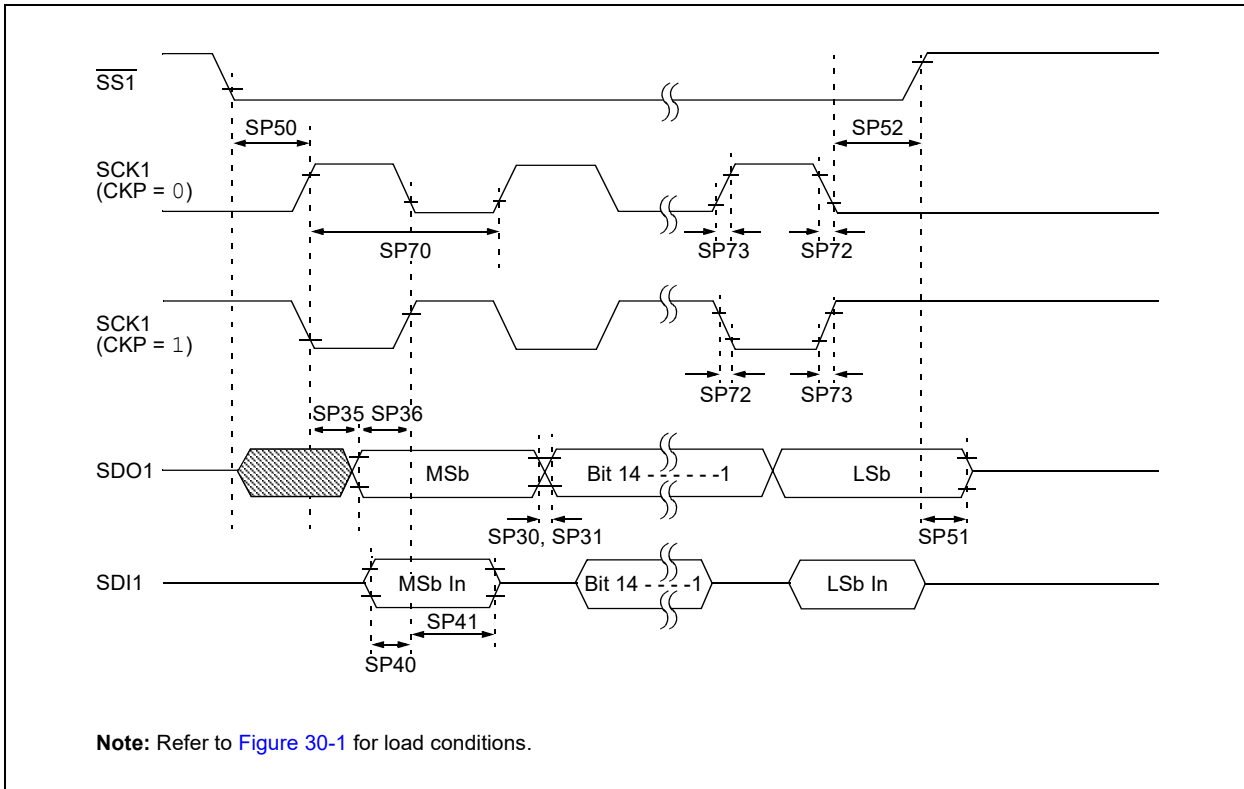 SS1
SP50
SP52
SCK1
(CKP = 0)
SP70
SP73
SP72
SCK1
(CKP = 1)
SP72
SP73
SP35 SP36
SDO1
MSb
Bit 14 - - - - - -1
LSb
SP30, SP31
SP51
SDI1
MSb In
Bit 14 - - - -1
LSb In
SP41
SP40
Note: Refer to Figure 30-1 for load conditions.